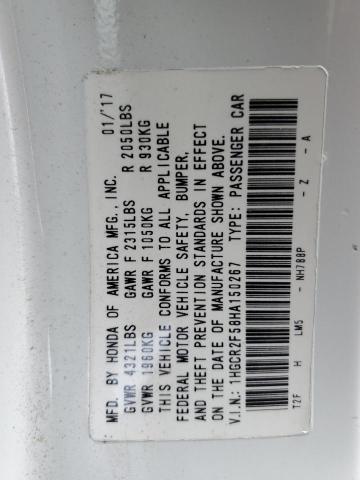 MFD. BY HONDA OF AMERICA MFG., INC. 01/'17
GVWR 4321LBS GAWR F 2315LBS R 2050LBS
GVWR 1960KG GAWR F 1050KG R 930KG
THIS VEHICLE CONFORMS TO ALL APPLICABLE
FEDERAL MOTOR VEHICLE SAFETY, BUMPER,
AND THEFT PREVENTION STANDARDS IN EFFECT
ON THE DATE OF MANUFACTURE SHOWN ABOVE.
V.I.N.: 1HGCR2F58HA150267 TYPE: PASSENGER CAR
T2F H LM5 - NH788P - Z - A